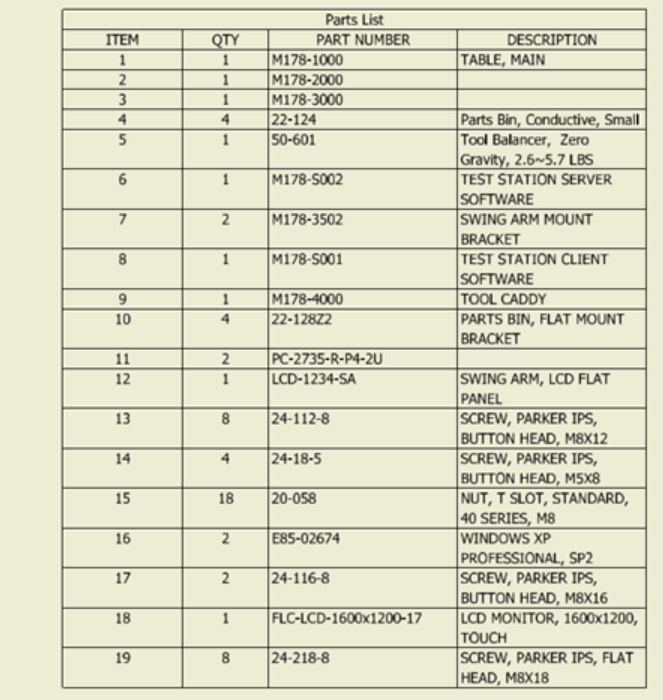 Parts List
ITEM QTY PART NUMBER DESCRIPTION
1 1 M178-1000 TABLE, MAIN
2 1 M178-2000
3 1 M178-3000
4 4 22-124 Parts Bin, Conductive, Small
5 1 50-601 Tool Balancer, Zero
Gravity, 2.6~5.7 LBS
6 1 M178-S002 TEST STATION SERVER
SOFTWARE
7 2 M178-3502 SWING ARM MOUNT
BRACKET
8 1 M178-S001 TEST STATION CLIENT
SOFTWARE
9 1 M178-4000 TOOL CADDY
10 4 22-128Z2 PARTS BIN, FLAT MOUNT
BRACKET
11 2 PC-2735-R-P4-2U
12 1 LCD-1234-SA SWING ARM, LCD FLAT
PANEL
13 8 24-112-8 SCREW, PARKER IPS,
BUTTON HEAD, M8X12
14 4 24-18-5 SCREW, PARKER IPS,
BUTTON HEAD, M5X8
15 18 20-058 NUT, T SLOT, STANDARD,
40 SERIES, M8
16 2 E85-02674 WINDOWS XP
PROFESSIONAL, SP2
17 2 24-116-8 SCREW, PARKER IPS,
BUTTON HEAD, M8X16
18 1 FLC-LCD-1600x1200-17 LCD MONITOR, 1600x1200,
TOUCH
19 8 24-218-8 SCREW, PARKER IPS, FLAT
HEAD, M8X18